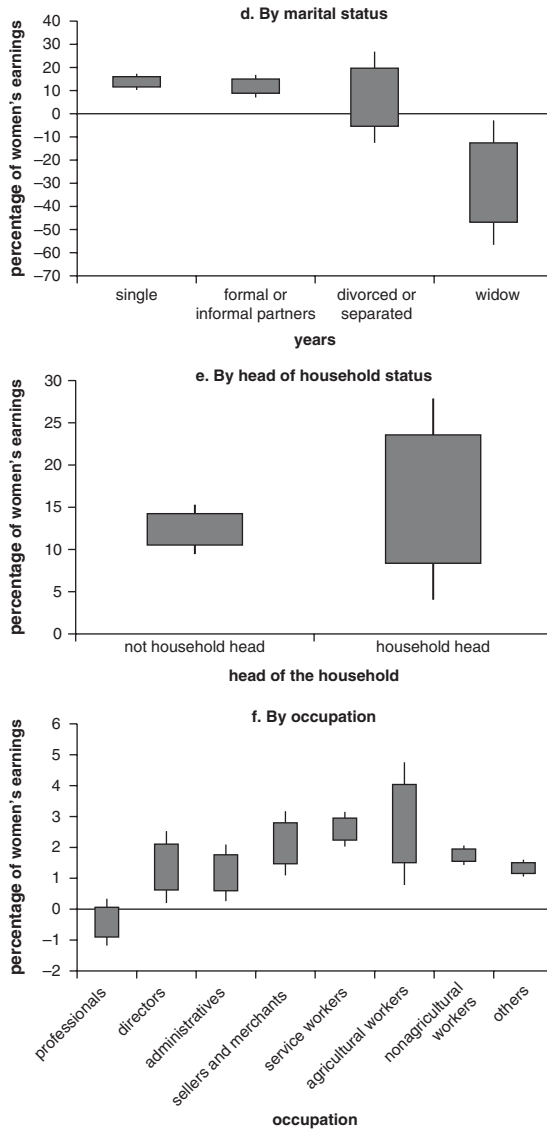 d. By marital status
percentage of women's earnings
40
30
20
10
0
–10
–20
–30
–40
–50
–60
–70
single
formal or
informal partners
divorced or
separated
widow
years
e. By head of household status
percentage of women's earnings
30
25
20
15
10
5
0
not household head
household head
head of the household
f. By occupation
percentage of women's earnings
6
5
4
3
2
1
0
–1
–2
professionals
directors
administratives
sellers and merchants
service workers
agricultural workers
nonagricultural
workers
others
occupation